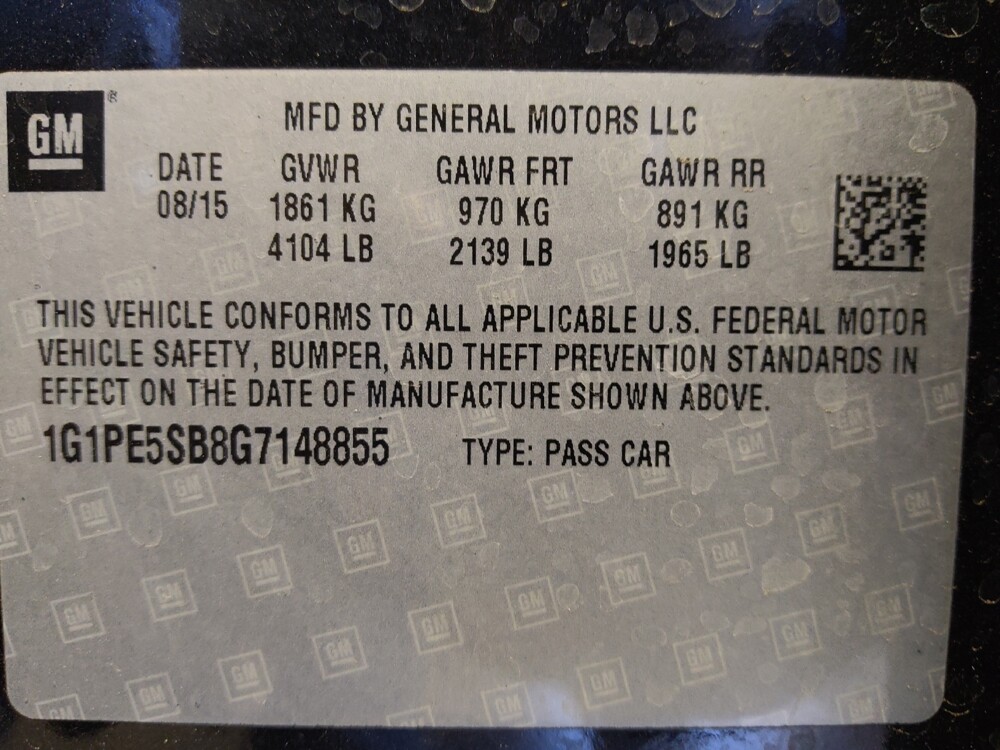 GM ®
MFD BY GENERAL MOTORS LLC
DATE GVWR GAWR FRT GAWR RR
08/15 1861 KG 970 KG 891 KG
4104 LB 2139 LB 1965 LB
THIS VEHICLE CONFORMS TO ALL APPLICABLE U.S. FEDERAL MOTOR
VEHICLE SAFETY, BUMPER, AND THEFT PREVENTION STANDARDS IN
EFFECT ON THE DATE OF MANUFACTURE SHOWN ABOVE.
1G1PE5SB8G7148855 TYPE: PASS CAR